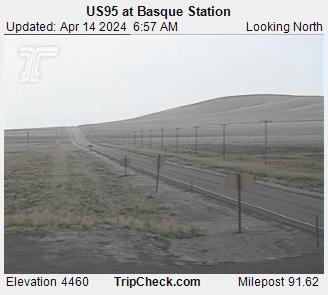 US95 at Basque Station
Updated: Apr 14 2024 6:57 AM Looking North
Elevation 4460 TripCheck.com Milepost 91.62